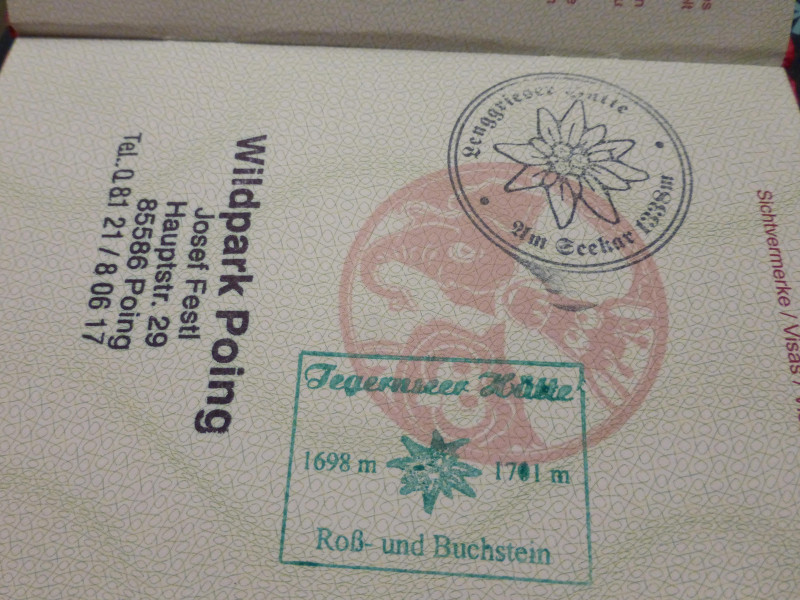 Lenggrieser Hütte
Am Seekar 1338m
Wildpark Poing
Josef Festl
Hauptstr. 29
85586 Poing
Tel. 0 81 21 / 8 06 17
Tegernseer Hütte
1698 m 1701 m
Roß- und Buchstein
Sichtvermerke / Visas /